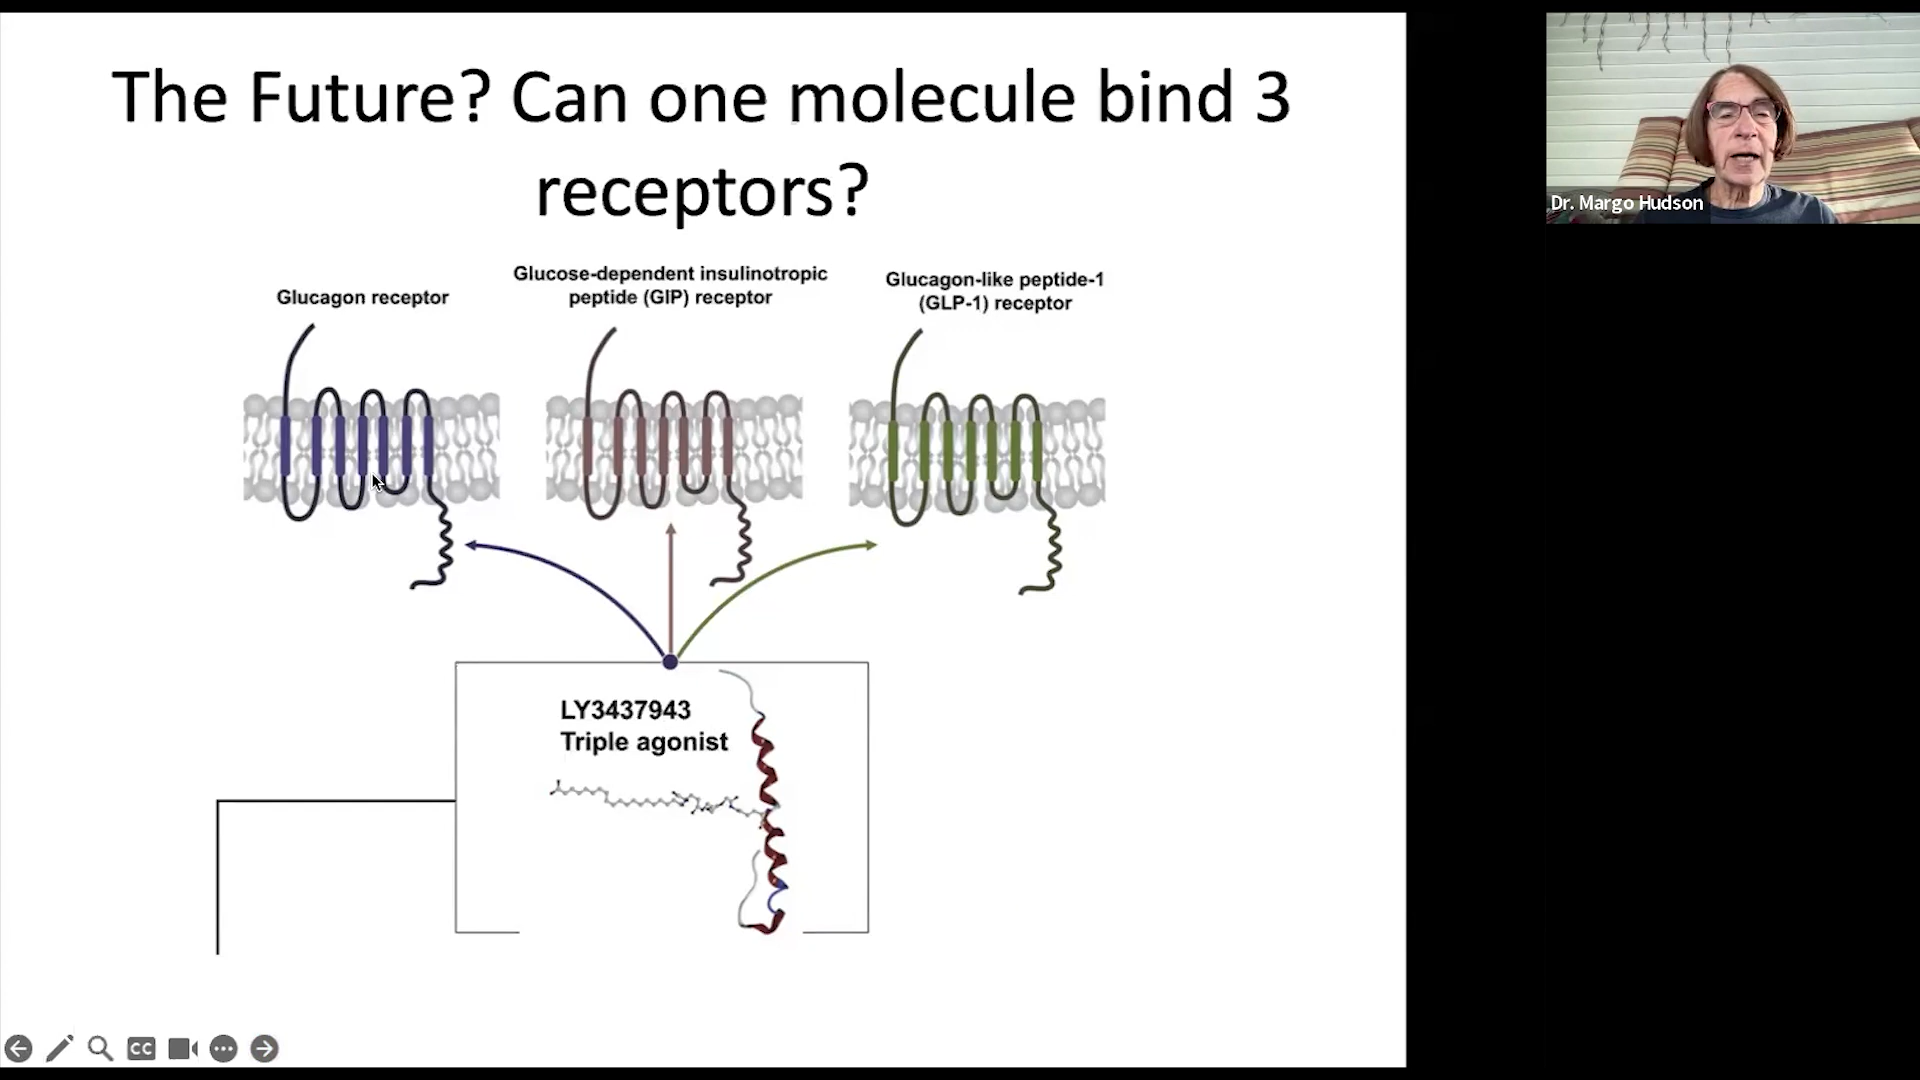 The Future? Can one molecule bind 3
receptors?
Glucagon receptor
Glucose-dependent insulinotropic
peptide (GIP) receptor
Glucagon-like peptide-1
(GLP-1) receptor
LY3437943
Triple agonist
Dr. Margo Hudson
CC